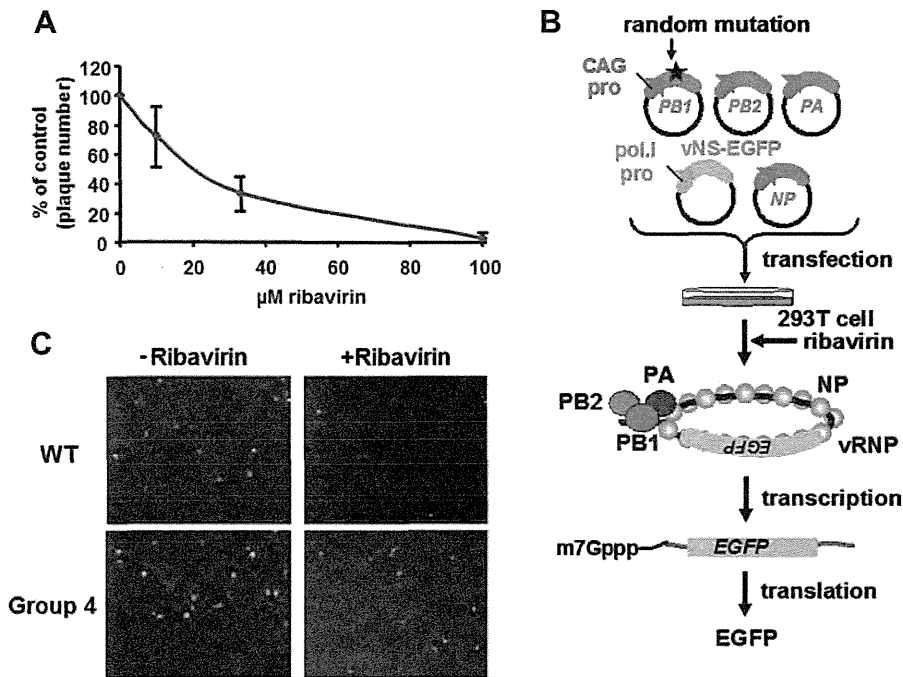 A
120
100
80
60
40
20
0
% of control
(plaque number)
0 20 40 60 80 100
µM ribavirin
B
random mutation
CAG
pro
PB1 PB2 PA
pol.I
pro
vNS-EGFP
NP
transfection
293T cell
ribavirin
PA
NP
PB2
PB1
vRNP
EGFP
transcription
m7Gppp
EGFP
translation
EGFP
C
-Ribavirin +Ribavirin
WT
Group 4